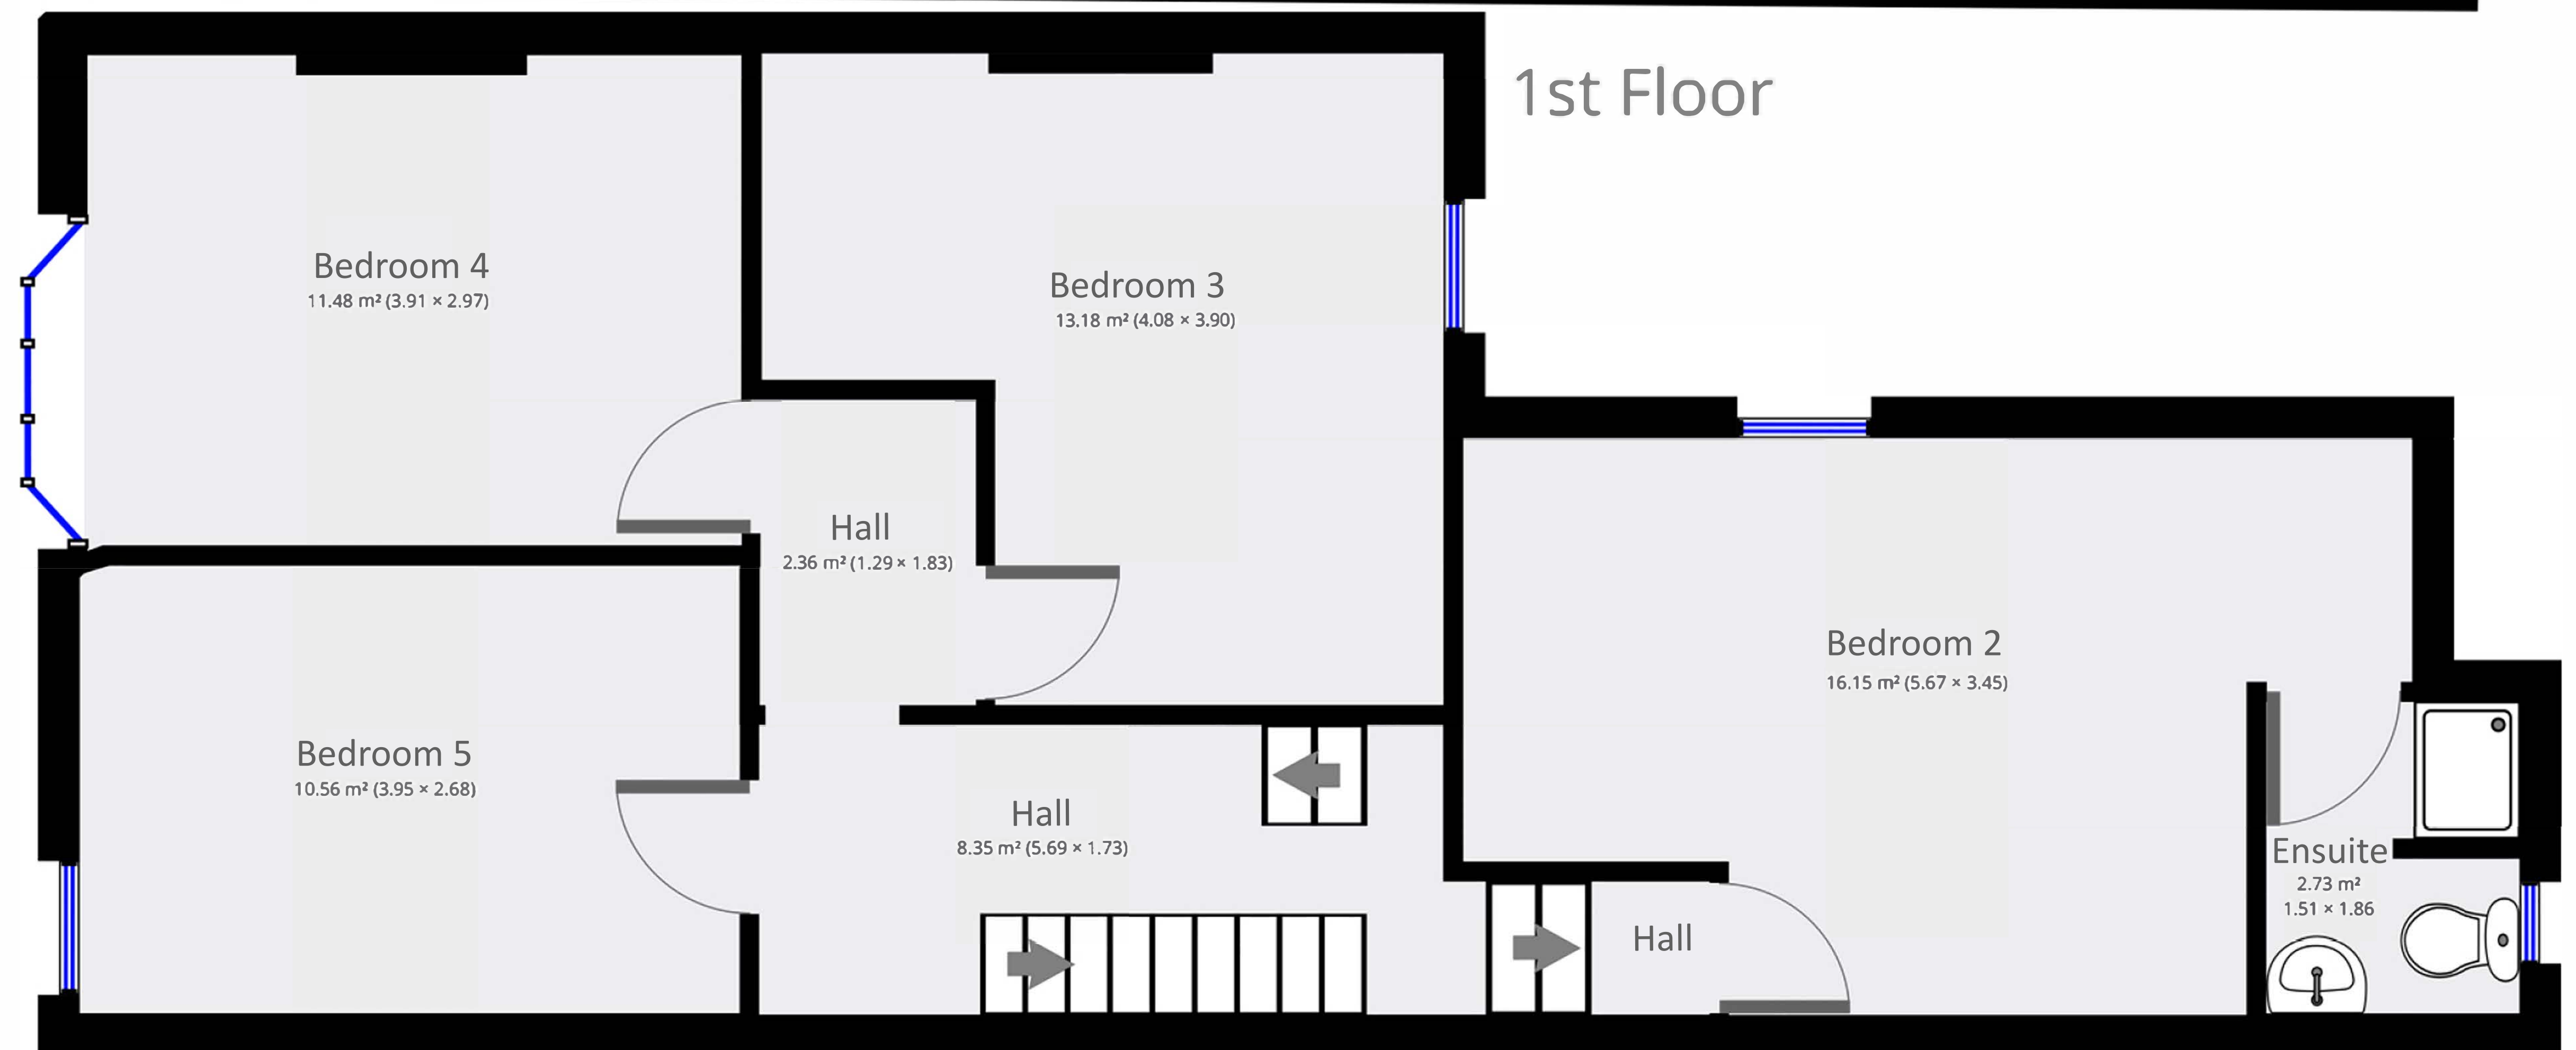 1st Floor
Bedroom 4
11.48 m² (3.91 × 2.97)
Bedroom 3
13.18 m² (4.08 × 3.90)
Hall
2.36 m² (1.29 × 1.83)
Bedroom 2
16.15 m² (5.67 × 3.45)
Bedroom 5
10.56 m² (3.95 × 2.68)
Hall
8.35 m² (5.69 × 1.73)
Hall
Ensuite
2.73 m²
1.51 × 1.86